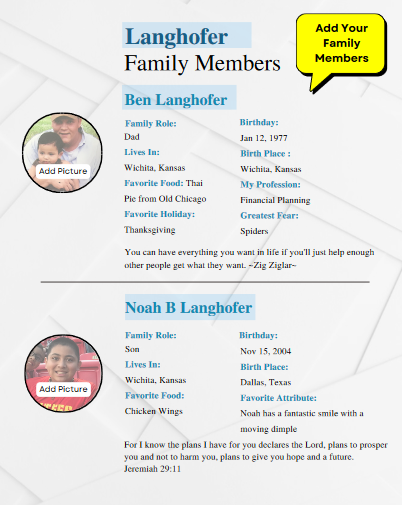 Langhofer
Family Members
Add Your
Family
Members
Ben Langhofer
Add Picture
Family Role:
Dad
Lives In:
Wichita, Kansas
Favorite Food: Thai
Pie from Old Chicago
Favorite Holiday:
Thanksgiving
Birthday:
Jan 12, 1977
Birth Place :
Wichita, Kansas
My Profession:
Financial Planning
Greatest Fear:
Spiders
You can have everything you want in life if you'll just help enough
other people get what they want. ~Zig Ziglar~
Noah B Langhofer
Add Picture
Family Role:
Son
Lives In:
Wichita, Kansas
Favorite Food:
Chicken Wings
Birthday:
Nov 15, 2004
Birth Place:
Dallas, Texas
Favorite Attribute:
Noah has a fantastic smile with a
moving dimple
For I know the plans I have for you declares the Lord, plans to prosper
you and not to harm you, plans to give you hope and a future.
Jeremiah 29:11